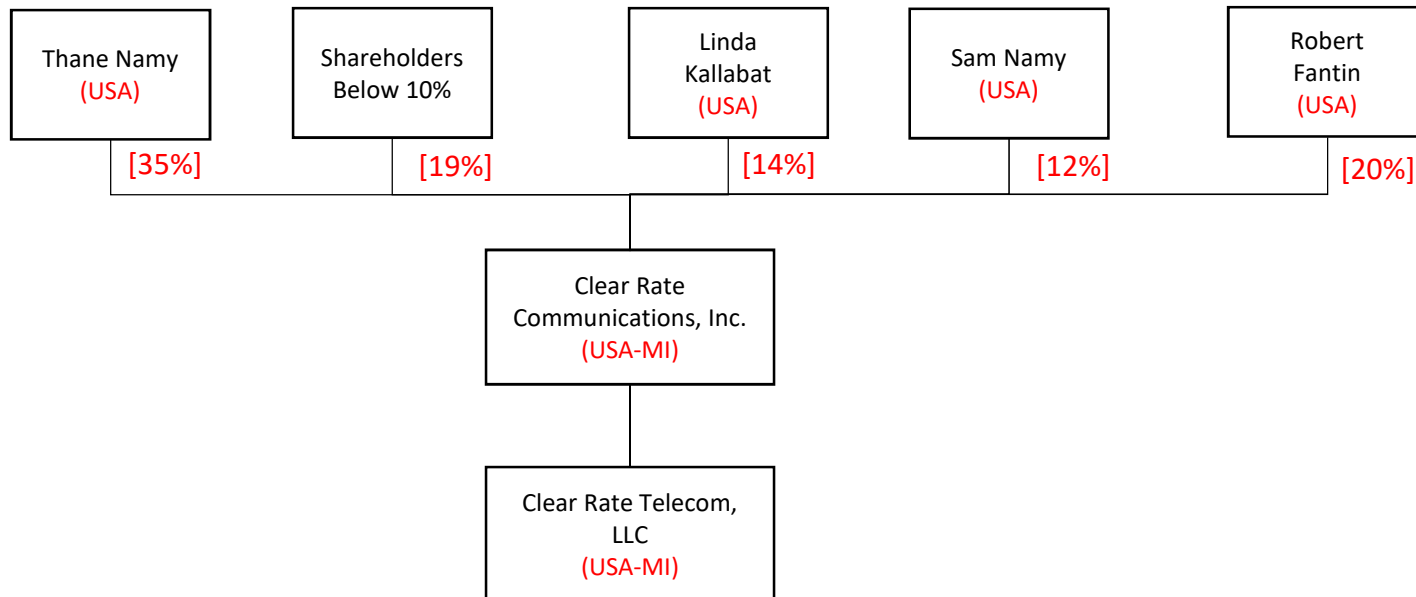 Thane Namy
(USA)
Shareholders
Below 10%
Linda
Kallabat
(USA)
Sam Namy
(USA)
Robert
Fantin
(USA)
[35%]
[19%]
[14%]
[12%]
[20%]
Clear Rate
Communications, Inc.
(USA-MI)
Clear Rate Telecom,
LLC
(USA-MI)